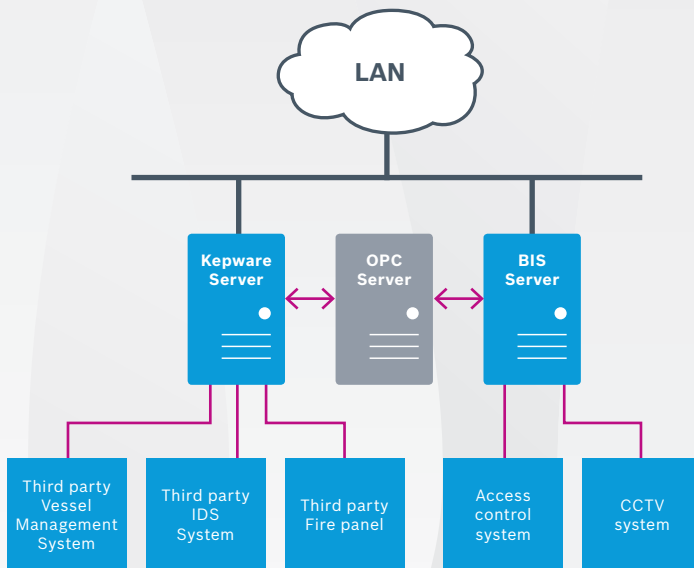 LAN
Kepware
Server
OPC
Server
BIS
Server
Third party
Vessel
Management
System
Third party
IDS
System
Third party
Fire panel
Access
control
system
CCTV
system